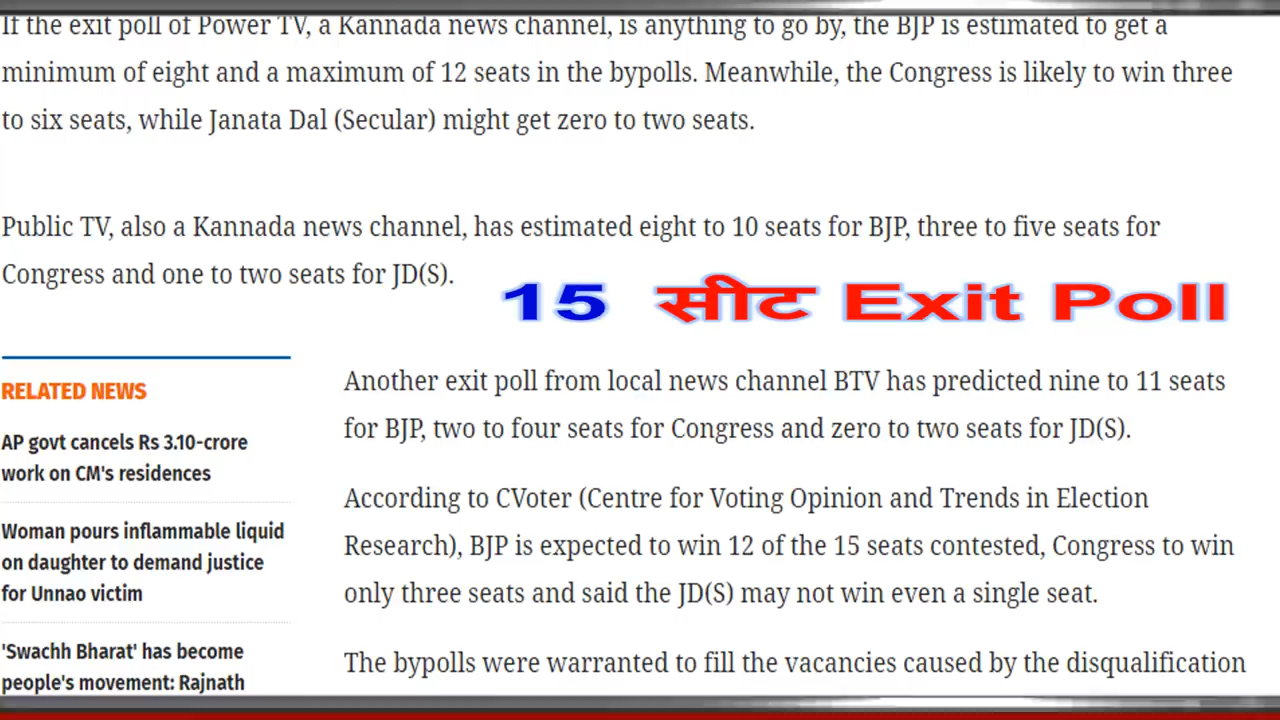 If the exit poll of Power TV, a Kannada news channel, is anything to go by, the BJP is estimated to get a
minimum of eight and a maximum of 12 seats in the bypolls. Meanwhile, the Congress is likely to win three
to six seats, while Janata Dal (Secular) might get zero to two seats.
Public TV, also a Kannada news channel, has estimated eight to 10 seats for BJP, three to five seats for
Congress and one to two seats for JD(S).
15 सीट Exit Poll
RELATED NEWS
AP govt cancels Rs 3.10-crore
work on CM's residences
Woman pours inflammable liquid
on daughter to demand justice
for Unnao victim
'Swachh Bharat' has become
people's movement: Rajnath
Another exit poll from local news channel BTV has predicted nine to 11 seats
for BJP, two to four seats for Congress and zero to two seats for JD(S).
According to CVoter (Centre for Voting Opinion and Trends in Election
Research), BJP is expected to win 12 of the 15 seats contested, Congress to win
only three seats and said the JD(S) may not win even a single seat.
The bypolls were warranted to fill the vacancies caused by the disqualification